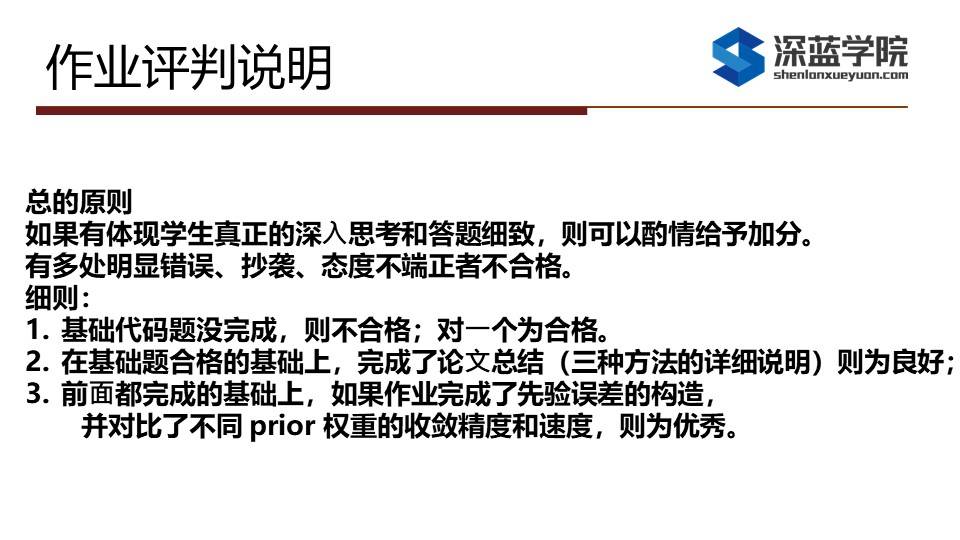 作业评判说明
深蓝学院
shenlanxueyuan.com
总的原则
如果有体现学生真正的深入思考和答题细致，则可以酌情给予加分。
有多处明显错误、抄袭、态度不端正者不合格。
细则：
1. 基础代码题没完成，则不合格；对一个为合格。
2. 在基础题合格的基础上，完成了论文总结（三种方法的详细说明）则为良好；
3. 前面都完成的基础上，如果作业完成了先验误差的构造，
并对比了不同 prior 权重的收敛精度和速度，则为优秀。